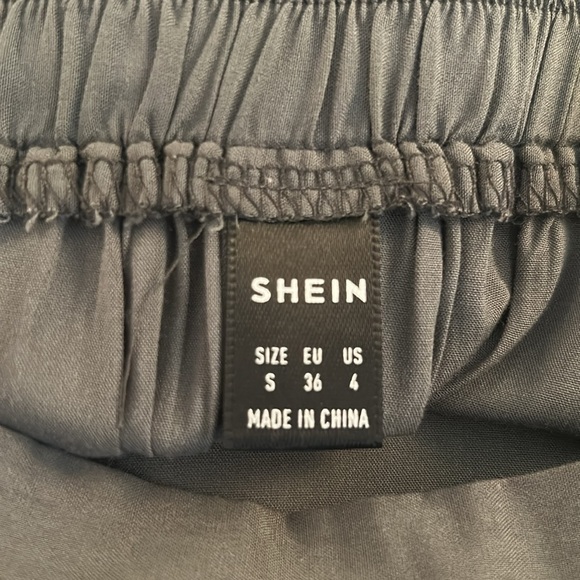 SHEIN
SIZE EU US
S 36 4
MADE IN CHINA